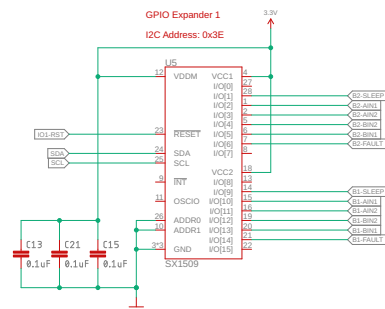 GPIO Expander 1
3.3V
I2C Address: 0x3E
U5
12 VDDM VCC1 4
I/O[0] 27
I/O[1] 28 B2-SLEEP
I/O[2] 1 B2-AIN1
I/O[3] 2 B2-AIN2
I/O[4] 3 B2-BIN2
IO1-RST 23 RESET I/O[5] 6 B2-BIN1
I/O[6] 7 B2-FAULT
SDA 24 SDA I/O[7] 8
SCL 25 SCL
VCC2 18
9 INT I/O[8] 13
I/O[9] 14 B1-SLEEP
11 OSCIO I/O[10] 15 B1-AIN1
I/O[11] 16 B1-AIN2
26 ADDR0 I/O[12] 19 B1-BIN2
10 ADDR1 I/O[13] 20 B1-BIN1
I/O[14] 21 B1-FAULT
3*3 GND I/O[15] 22
SX1509
C13 C21 C15
0.1uF 0.1uF 0.1uF